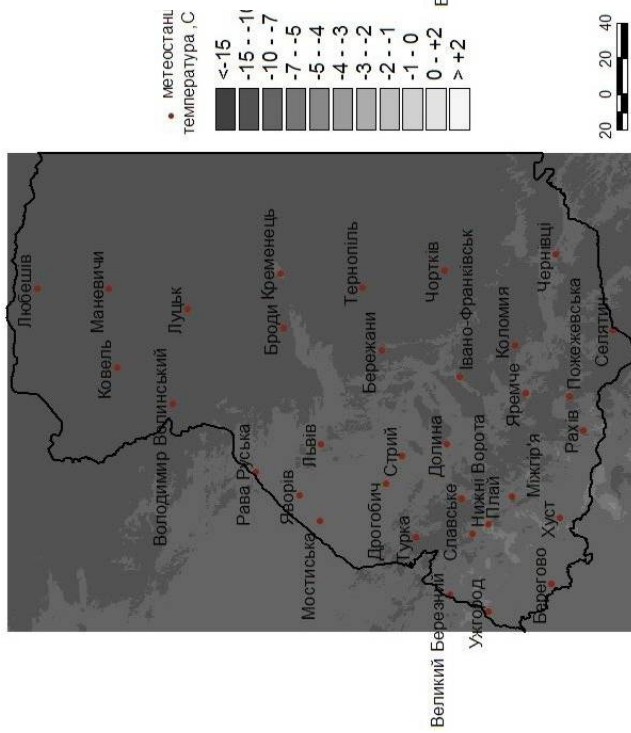 метеостанц
температура ,С
<-15
-15 - -10
-10 - -7
-7 - -5
-5 - -4
-4 - -3
-3 - -2
-2 - -1
-1 - 0
0 - +2
> +2
20 0 20 40
Любешів
Маневичи
Ковель
Луцьк
Володимир Волинський
Броди
Кременець
Рава Руська
Яворів
Львів
Мостиська
Тернопіль
Бережани
Стрий
Дрогобич
Турка
Чортків
Івано-Франківськ
Долина
Славське
Нижні Ворота
Плай
Великий Березний
Ужгород
Коломия
Яремче
Міжгір'я
Чернівці
Пожежевська
Рахів
Хуст
Берегово
Селятин